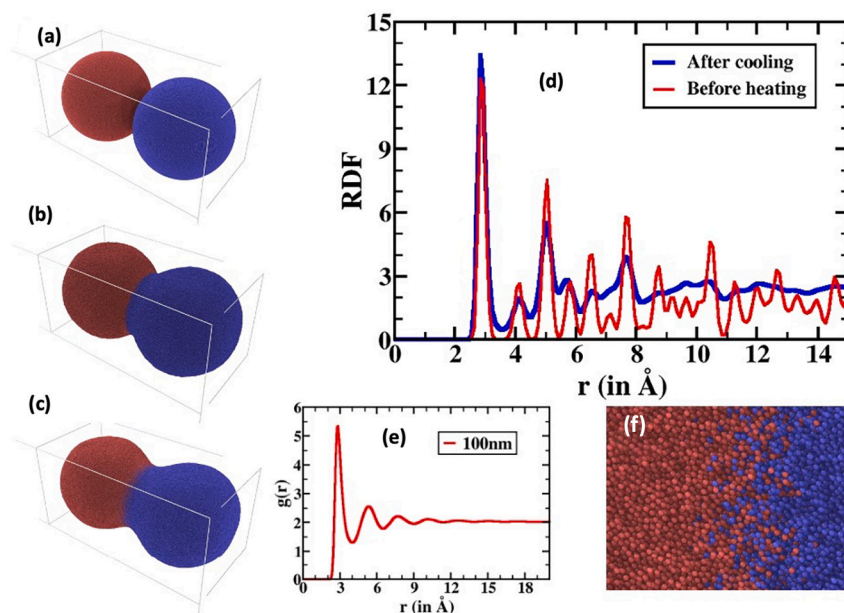 (a)
(b)
(c)
15
12
9
6
3
0
RDF
(d)
After cooling
Before heating
0 2 4 6 8 10 12 14
r (in Å)
6
5
4
3
2
1
0
g(r)
(e)
100nm
0 3 6 9 12 15 18
r (in Å)
(f)